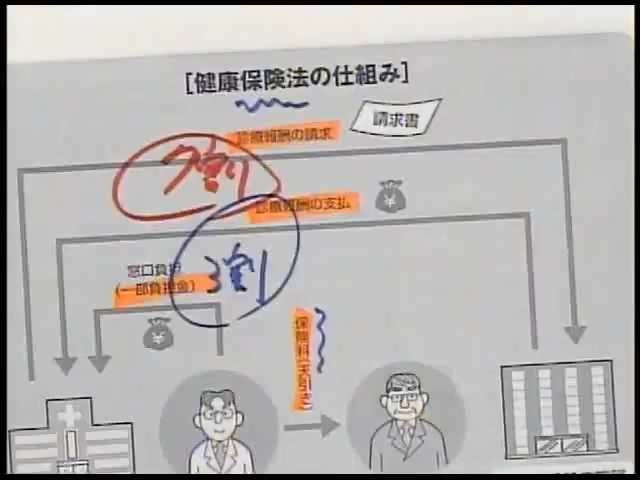 [健康保険法の仕組み]
請求書
診療報酬の請求
7割
診療報酬の支払
窓口負担
(一部負担金)
3割
保険料(天引き)
¥
¥